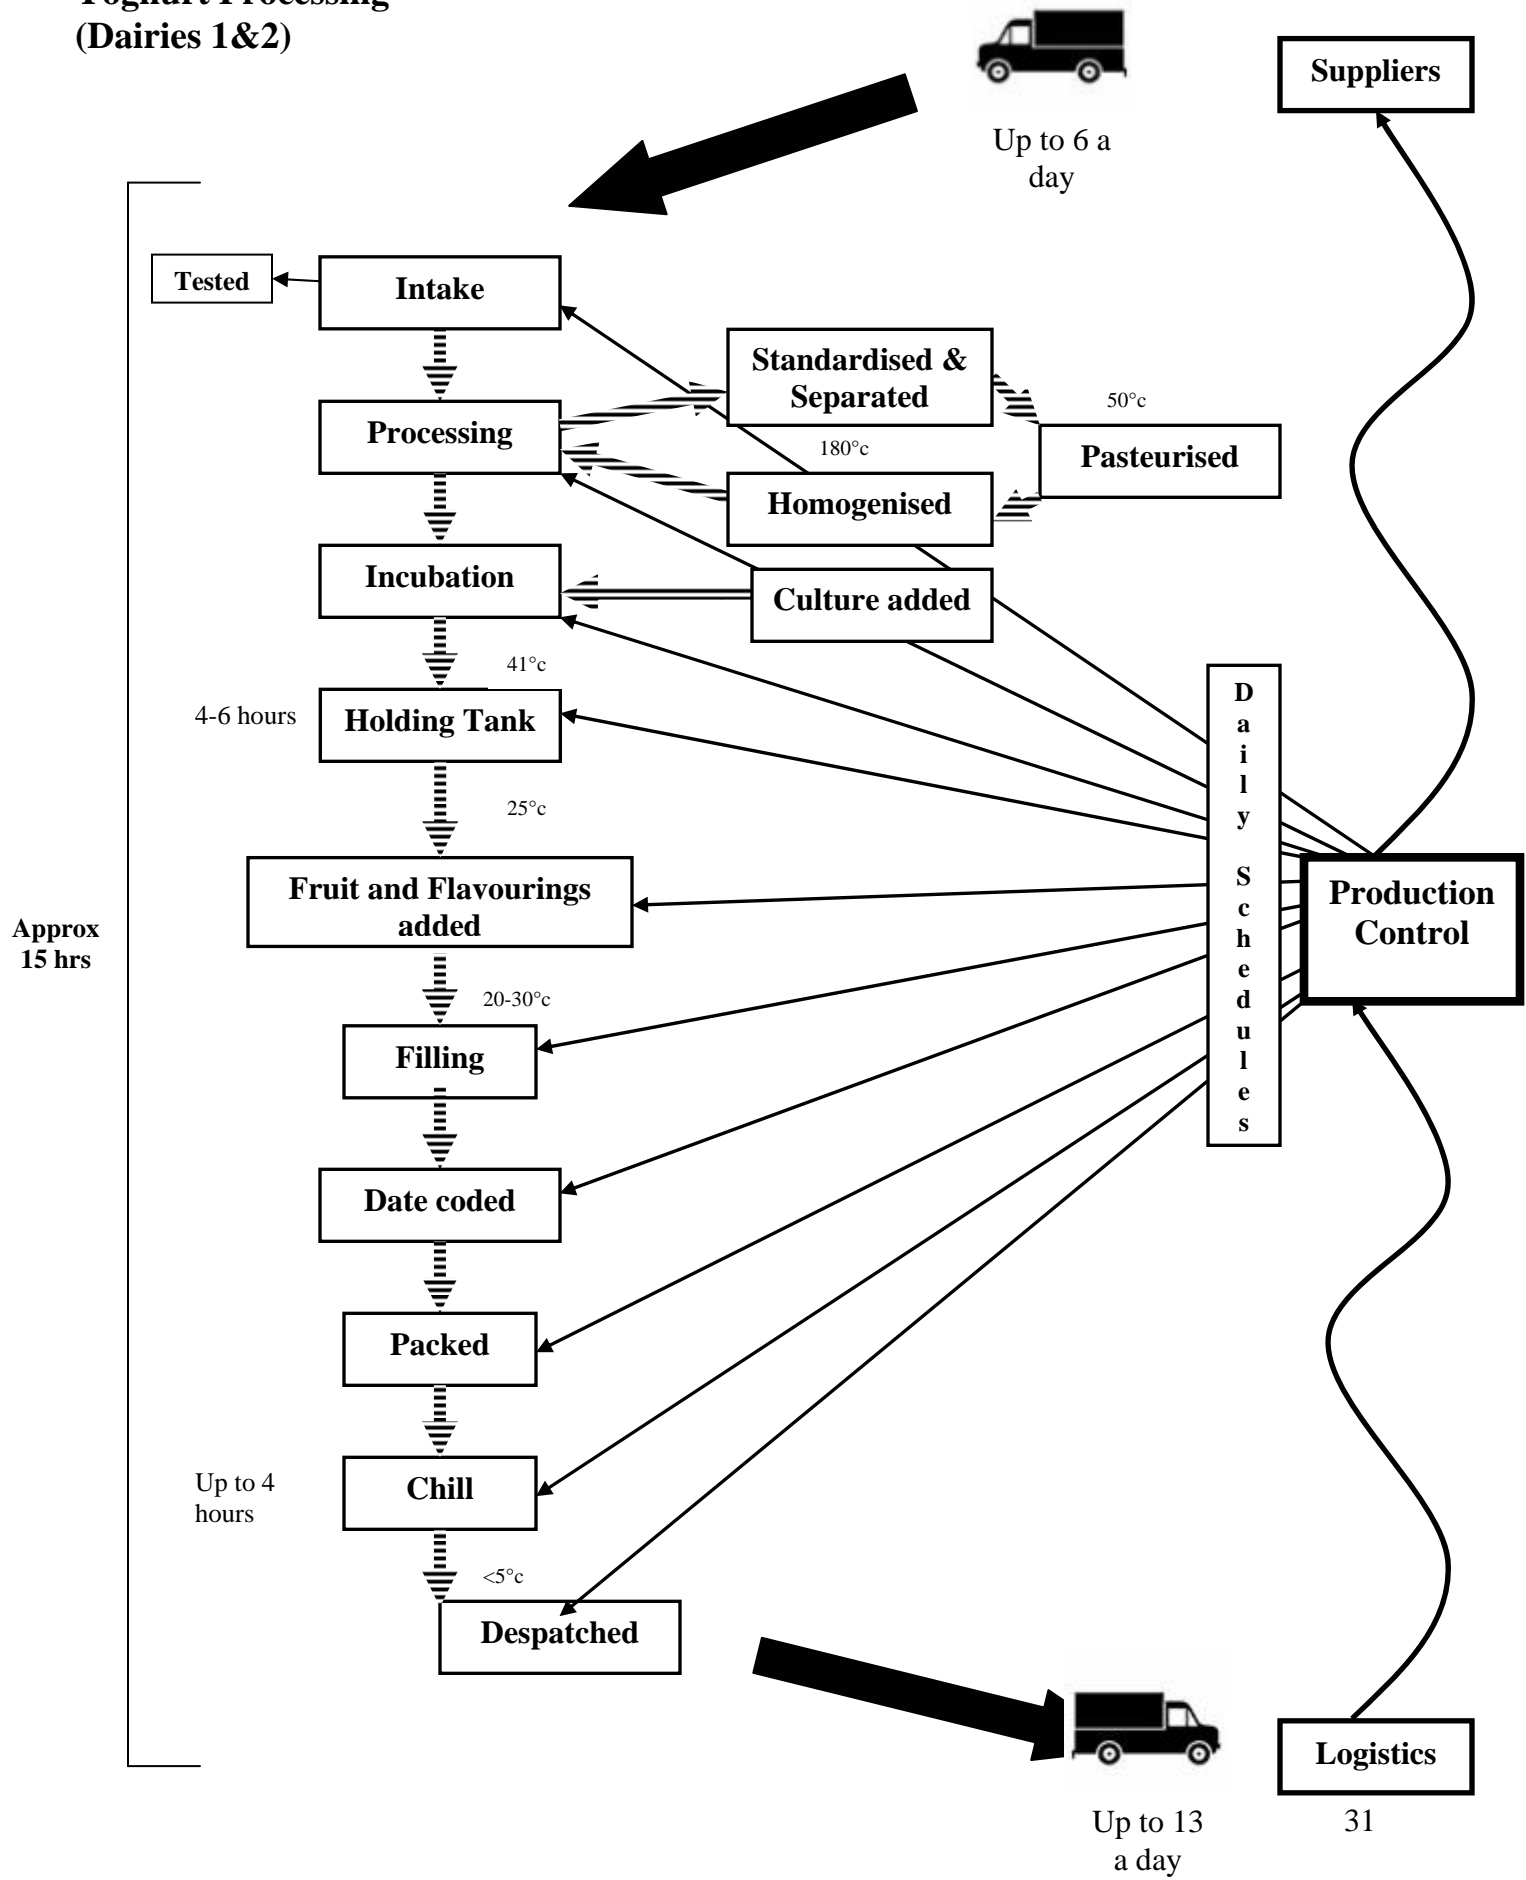 Yoghurt Processing
(Dairies 1&2)
Suppliers
Up to 6 a
day
Tested
Intake
Standardised &
Separated
50°c
Processing
180°c
Pasteurised
Homogenised
Incubation
Culture added
41°c
4-6 hours
Holding Tank
25°c
Daily Schedules
Fruit and Flavourings
added
Production
Control
Approx
15 hrs
20-30°c
Filling
Date coded
Packed
Up to 4
hours
Chill
<5°c
Despatched
Logistics
Up to 13
a day
31